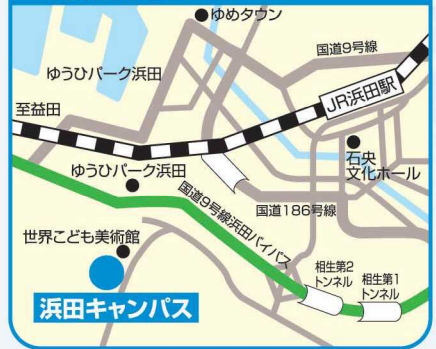 ゆめタウン
国道9号線
ゆうひパーク浜田
JR浜田駅
至益田
石央
文化ホール
ゆうひパーク浜田
国道9号線浜田バイパス
国道186号線
世界こども美術館
相生第2
トンネル
相生第1
トンネル
浜田キャンパス